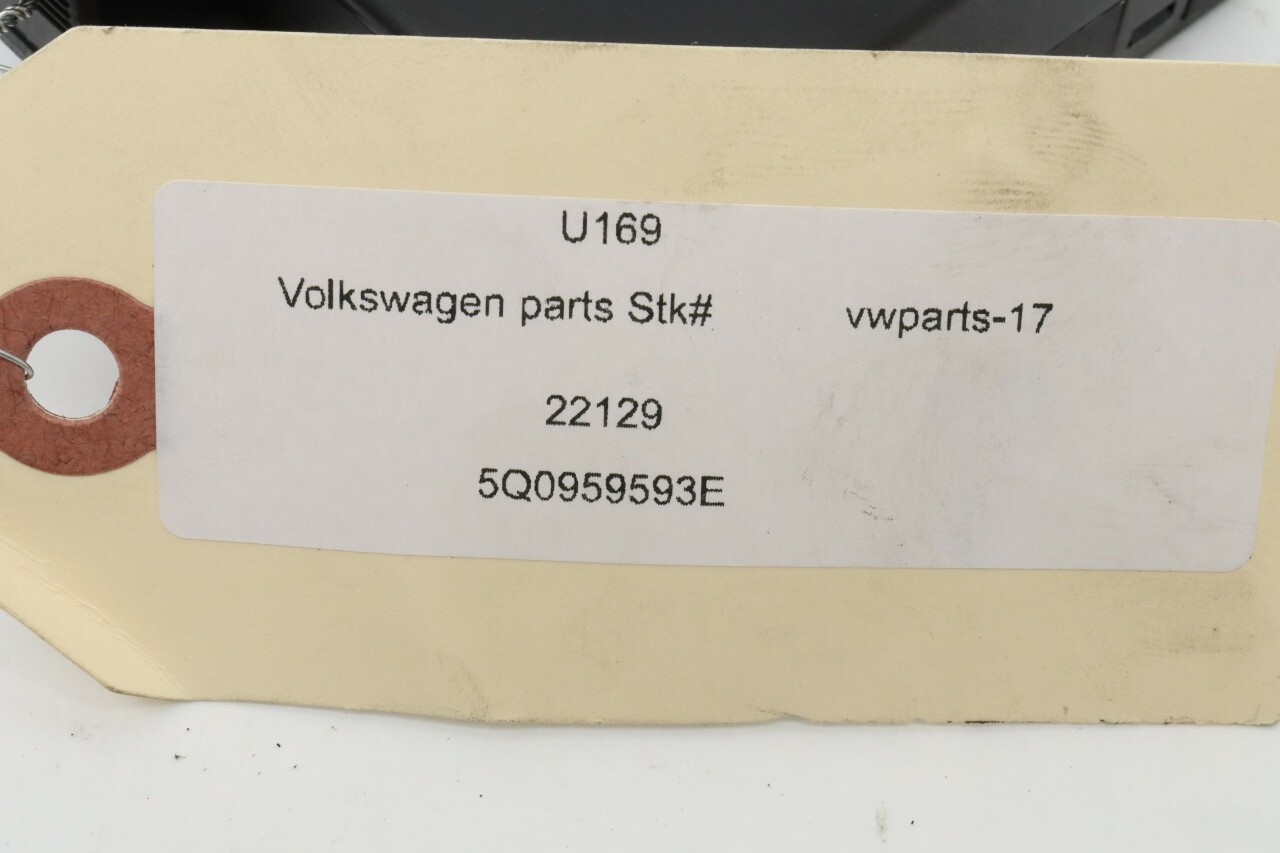 U169
Volkswagen parts Stk# vwparts-17
22129
5Q0959593E